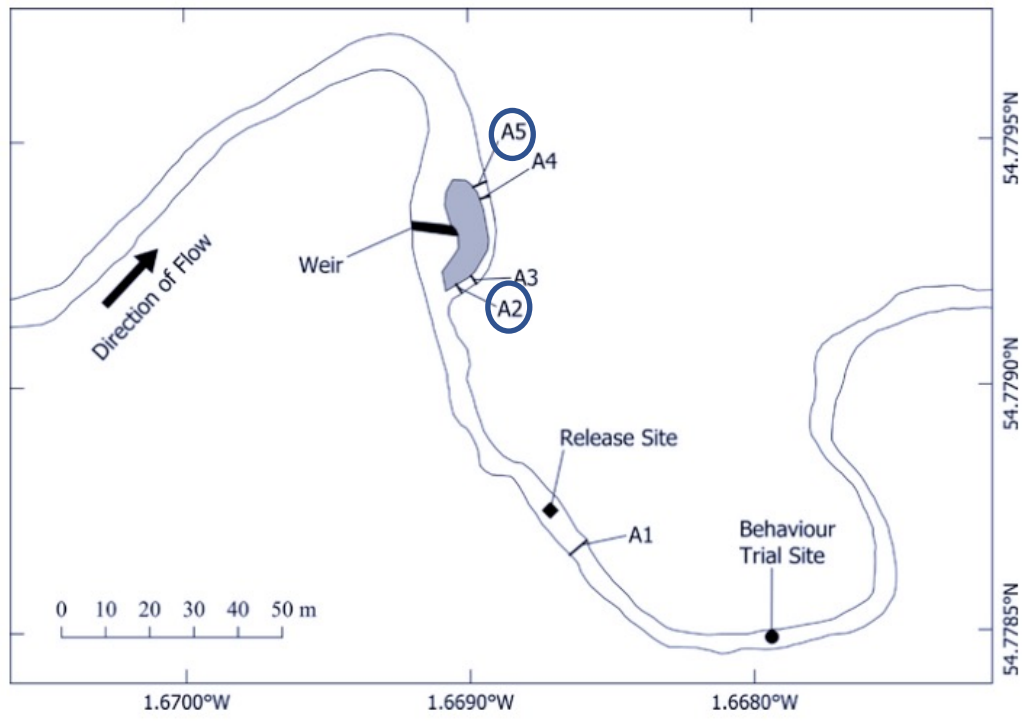 A5
A4
54.7795°N
Weir
A3
Direction of Flow
A2
54.7790°N
Release Site
A1
Behaviour
Trial Site
0 10 20 30 40 50 m
54.7785°N
1.6700°W 1.6690°W 1.6680°W